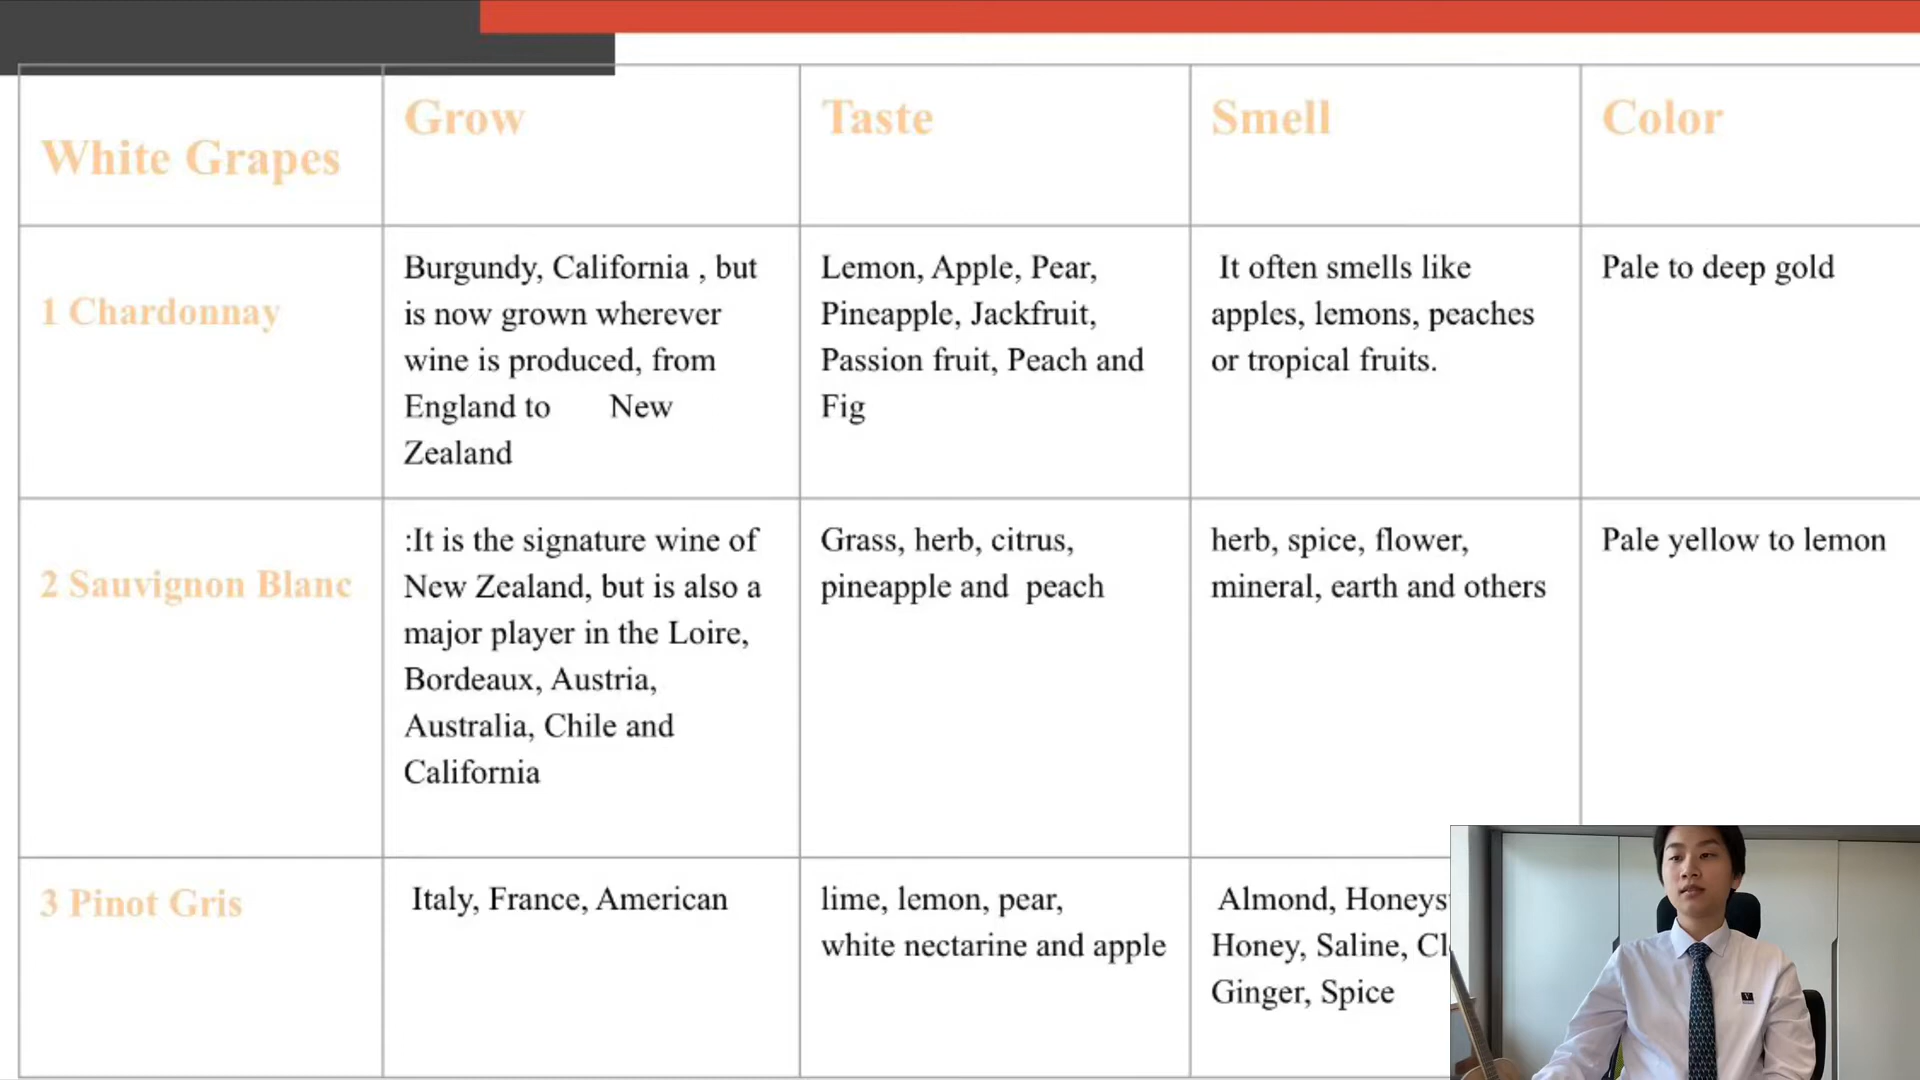 White Grapes
Grow
Taste
Smell
Color
1 Chardonnay
Burgundy, California , but
is now grown wherever
wine is produced, from
England to New
Zealand
Lemon, Apple, Pear,
Pineapple, Jackfruit,
Passion fruit, Peach and
Fig
It often smells like
apples, lemons, peaches
or tropical fruits.
Pale to deep gold
2 Sauvignon Blanc
:It is the signature wine of
New Zealand, but is also a
major player in the Loire,
Bordeaux, Austria,
Australia, Chile and
California
Grass, herb, citrus,
pineapple and peach
herb, spice, flower,
mineral, earth and others
Pale yellow to lemon
3 Pinot Gris
Italy, France, American
lime, lemon, pear,
white nectarine and apple
Almond,
Honey, Saline,
Ginger, Spice